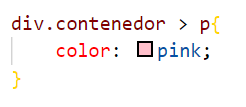 div.contenedor > p{
    color: pink;
}